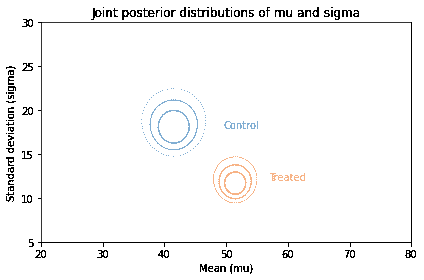 Joint posterior distributions of mu and sigma
Standard deviation (sigma)
30
25
20
15
10
5
Control
Treated
20
30
40
50
60
70
80
Mean (mu)